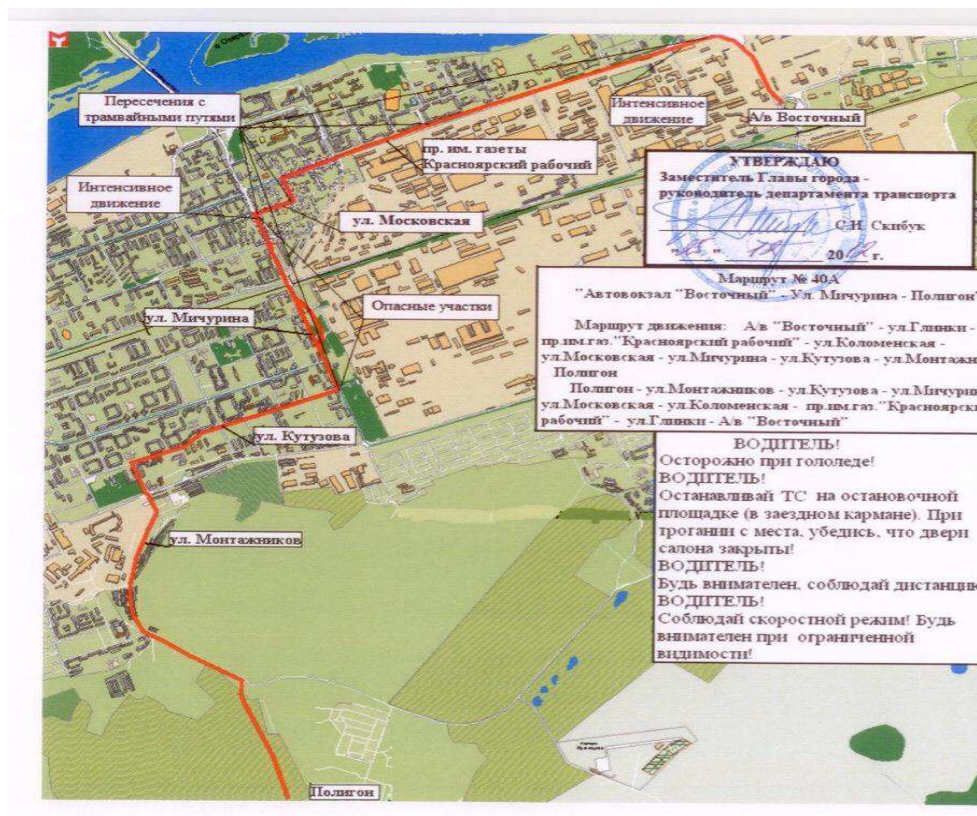 Пересечения с
трамвайными путями
Интенсивное
движение
А/в Восточный
пр. им. газеты
Красноярский рабочий
Интенсивное
движение
ул. Московская
УТВЕРЖДАЮ
Заместитель Главы города -
руководитель департамента транспорта
С.И. Скибук
20 г.
Опасные участки
ул. Мичурина
Маршрут № 40А
"Автовокзал "Восточный" - Ул. Мичурина - Полигон"
Маршрут движения: А/в "Восточный" - ул.Глинки -
пр.им.газ."Красноярский рабочий" - ул.Коломенская -
ул.Московская - ул.Мичурина - ул.Кутузова - ул.Монтажн
Полигон
Полигон - ул.Монтажников - ул.Кутузова - ул.Мичури
ул.Московская - ул.Коломенская - пр.им.газ."Красноярс
рабочий" - ул.Глинки - А/в "Восточный"
ул. Кутузова
ВОДИТЕЛЬ!
Осторожно при гололеде!
ВОДИТЕЛЬ!
Останавливай ТС на остановочной
площадке (в заездном кармане). При
трогании с места, убедись, что двери
салона закрыты!
ВОДИТЕЛЬ!
Будь внимателен, соблюдай дистанци
ВОДИТЕЛЬ!
Соблюдай скоростной режим! Будь
внимателен при ограниченной
видимости!
ул. Монтажников
Полигон